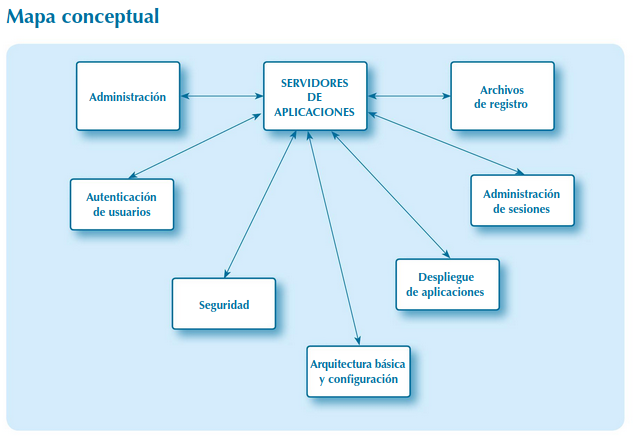 Mapa conceptual
Administración
SERVIDORES
DE
APLICACIONES
Archivos
de registro
Autenticación
de usuarios
Administración
de sesiones
Seguridad
Despliegue
de aplicaciones
Arquitectura básica
y configuración